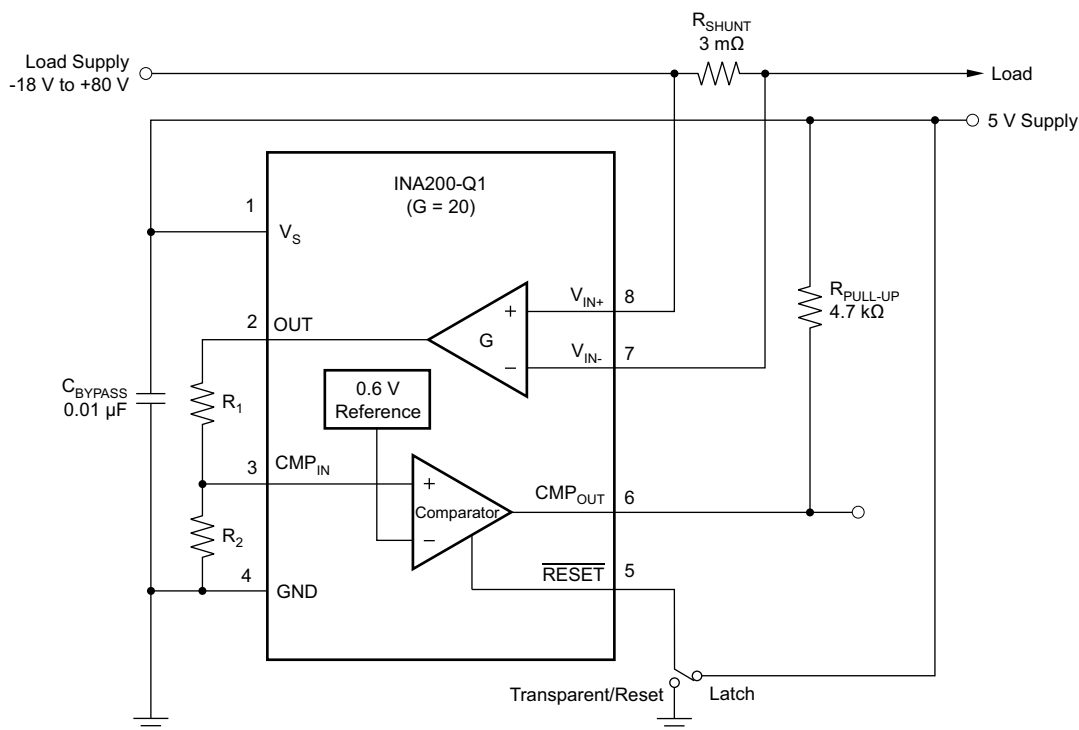 R_SHUNT
3 mΩ
Load Supply
-18 V to +80 V
Load
5 V Supply
INA200-Q1
(G = 20)
1
V_S
V_IN+
8
R_PULL-UP
4.7 kΩ
2
OUT
G
V_IN-
7
+
−
C_BYPASS
0.01 µF
R_1
0.6 V
Reference
3
CMP_IN
+
Comparator
−
CMP_OUT
6
R_2
4
GND
R̅E̅S̅E̅T̅
5
Transparent/Reset
Latch